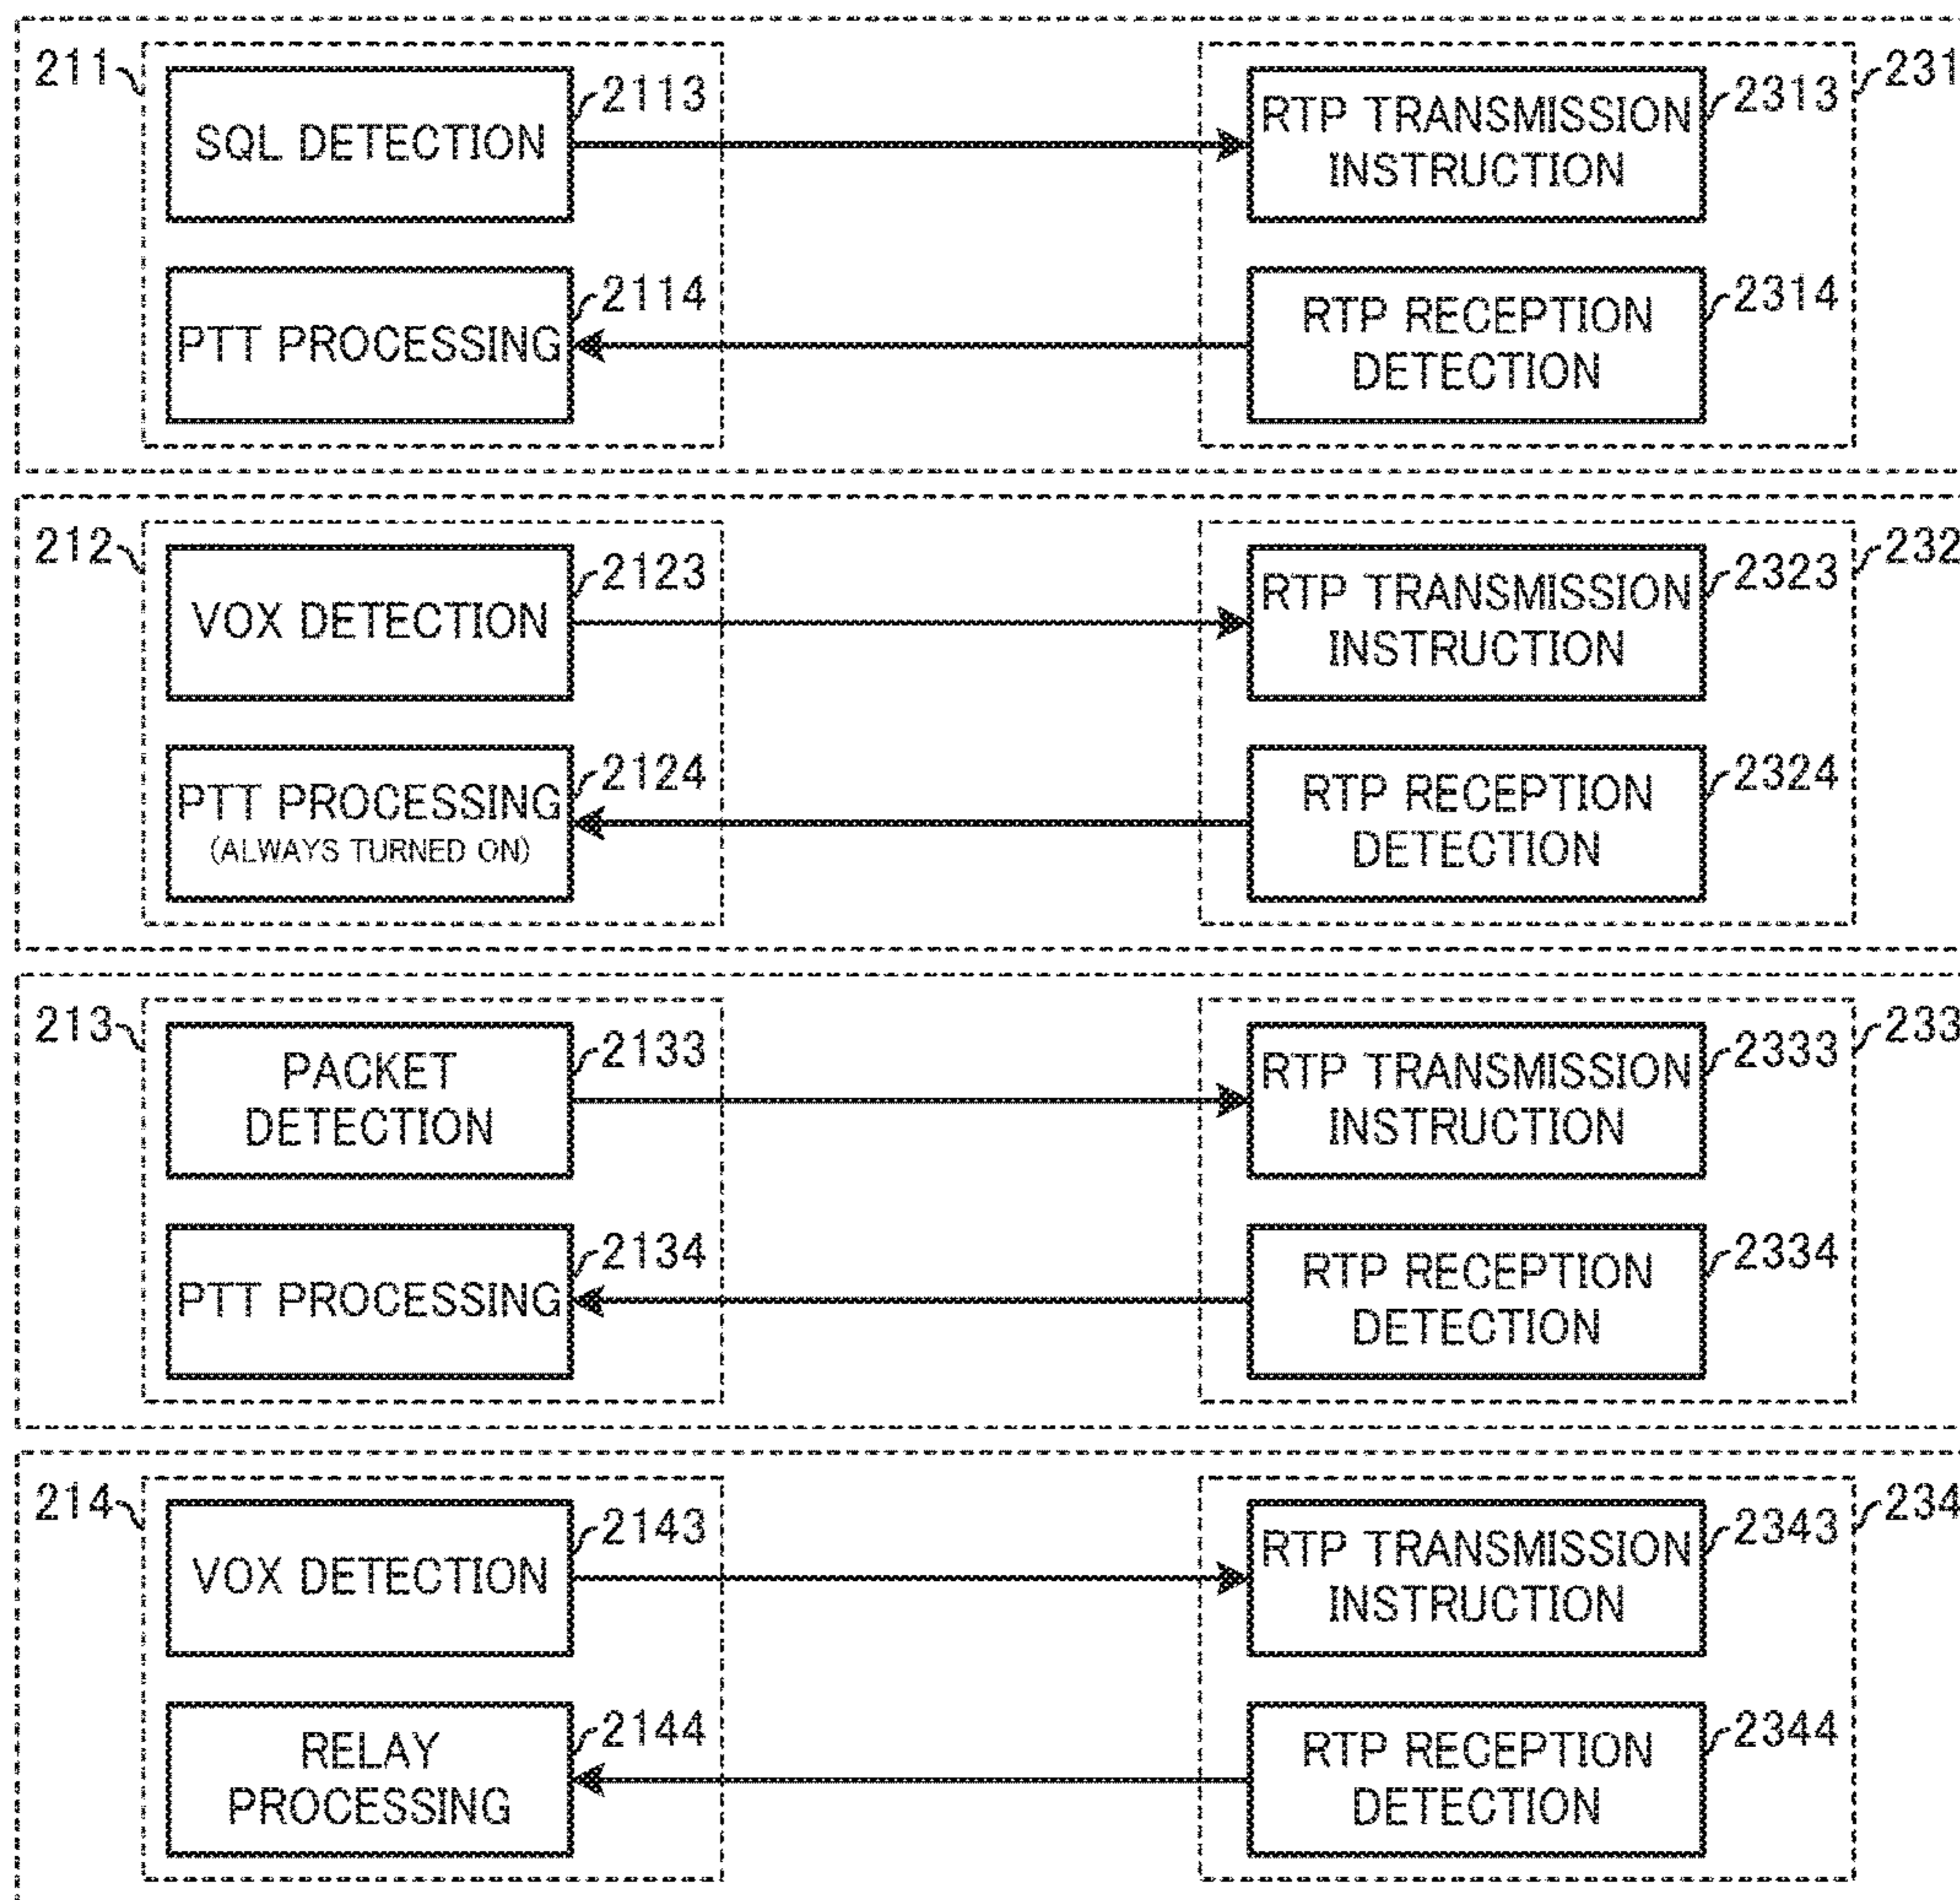 211
SQL DETECTION
2113
RTP TRANSMISSION
INSTRUCTION
2313
231
PTT PROCESSING
2114
RTP RECEPTION
DETECTION
2314
212
VOX DETECTION
2123
RTP TRANSMISSION
INSTRUCTION
2323
232
PTT PROCESSING
(ALWAYS TURNED ON)
2124
RTP RECEPTION
DETECTION
2324
213
PACKET
DETECTION
2133
RTP TRANSMISSION
INSTRUCTION
2333
233
PTT PROCESSING
2134
RTP RECEPTION
DETECTION
2334
214
VOX DETECTION
2143
RTP TRANSMISSION
INSTRUCTION
2343
234
RELAY
PROCESSING
2144
RTP RECEPTION
DETECTION
2344